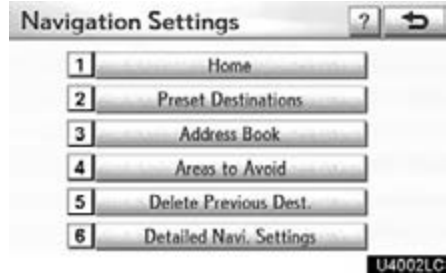 Navigation Settings ?
1 Home
2 Preset Destinations
3 Address Book
4 Areas to Avoid
5 Delete Previous Dest.
6 Detailed Navi. Settings
U4002LC